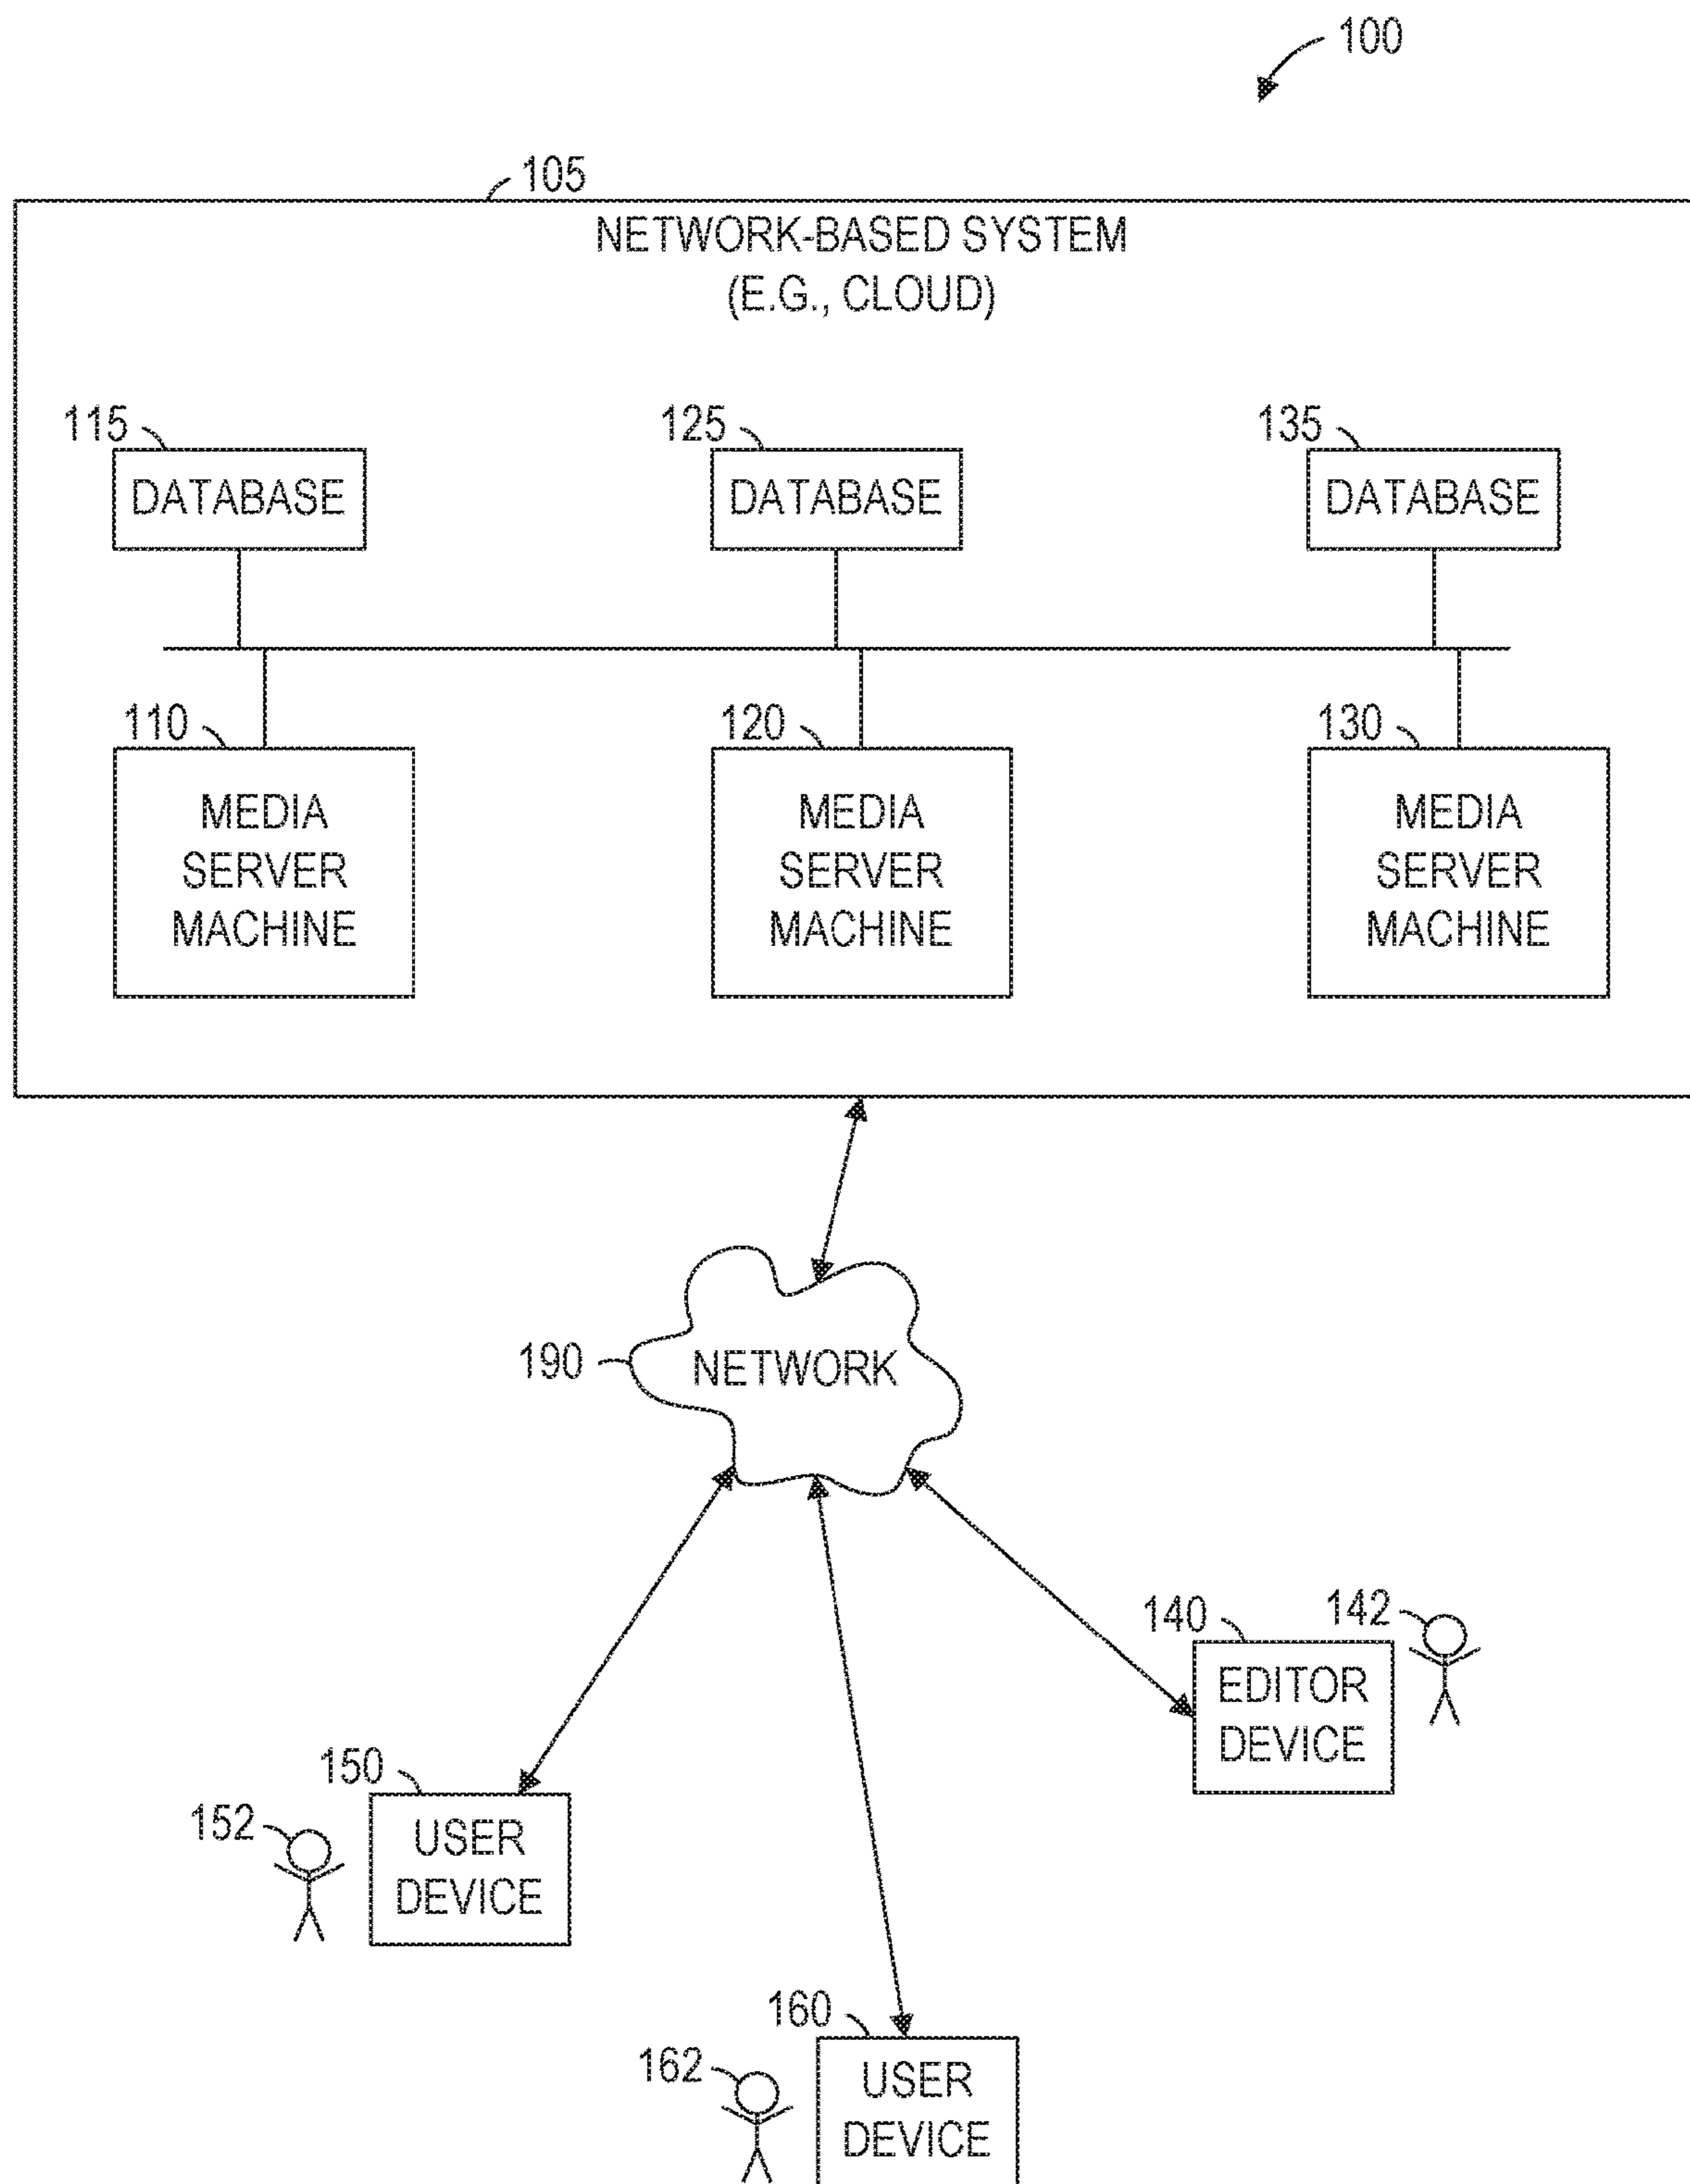 100
105
NETWORK-BASED SYSTEM
(E.G., CLOUD)
115
125
135
DATABASE
DATABASE
DATABASE
110
120
130
MEDIA
SERVER
MACHINE
MEDIA
SERVER
MACHINE
MEDIA
SERVER
MACHINE
190
NETWORK
140
142
EDITOR
DEVICE
150
152
USER
DEVICE
160
162
USER
DEVICE